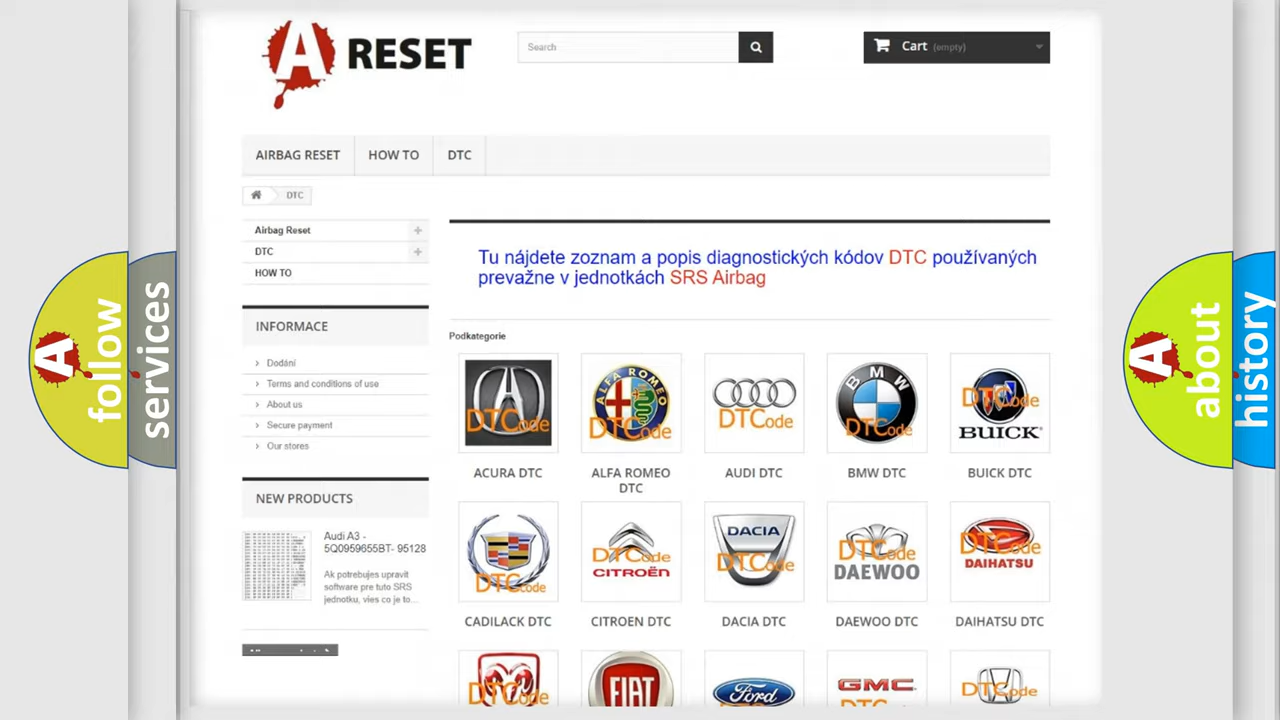 A RESET
Search
Cart (empty)
AIRBAG RESET
HOW TO
DTC
DTC
Airbag Reset
DTC
HOW TO
INFORMACE
Dodání
Terms and conditions of use
About us
Secure payment
Our stores
NEW PRODUCTS
Audi A3 -
5Q0959655BT- 95128
Ak potrebujes upravit
software pre tuto SRS
jednotku, vies co je to...
Tu nájdete zoznam a popis diagnostických kódov DTC používaných
prevažne v jednotkách SRS Airbag
Podkategorie
DTCode
ALFA ROMEO
DTCode
DTCode
BMW
DTCode
DTCode
BUICK
ACURA DTC
ALFA ROMEO
DTC
AUDI DTC
BMW DTC
BUICK DTC
DTCode
DTCode
CITROËN
DACIA
DTCode
DTCode
DAEWOO
DTCode
DAIHATSU
CADILACK DTC
CITROEN DTC
DACIA DTC
DAEWOO DTC
DAIHATSU DTC
DTCode
FIAT
Ford
GMC
DTCode
A follow
services
A about
history